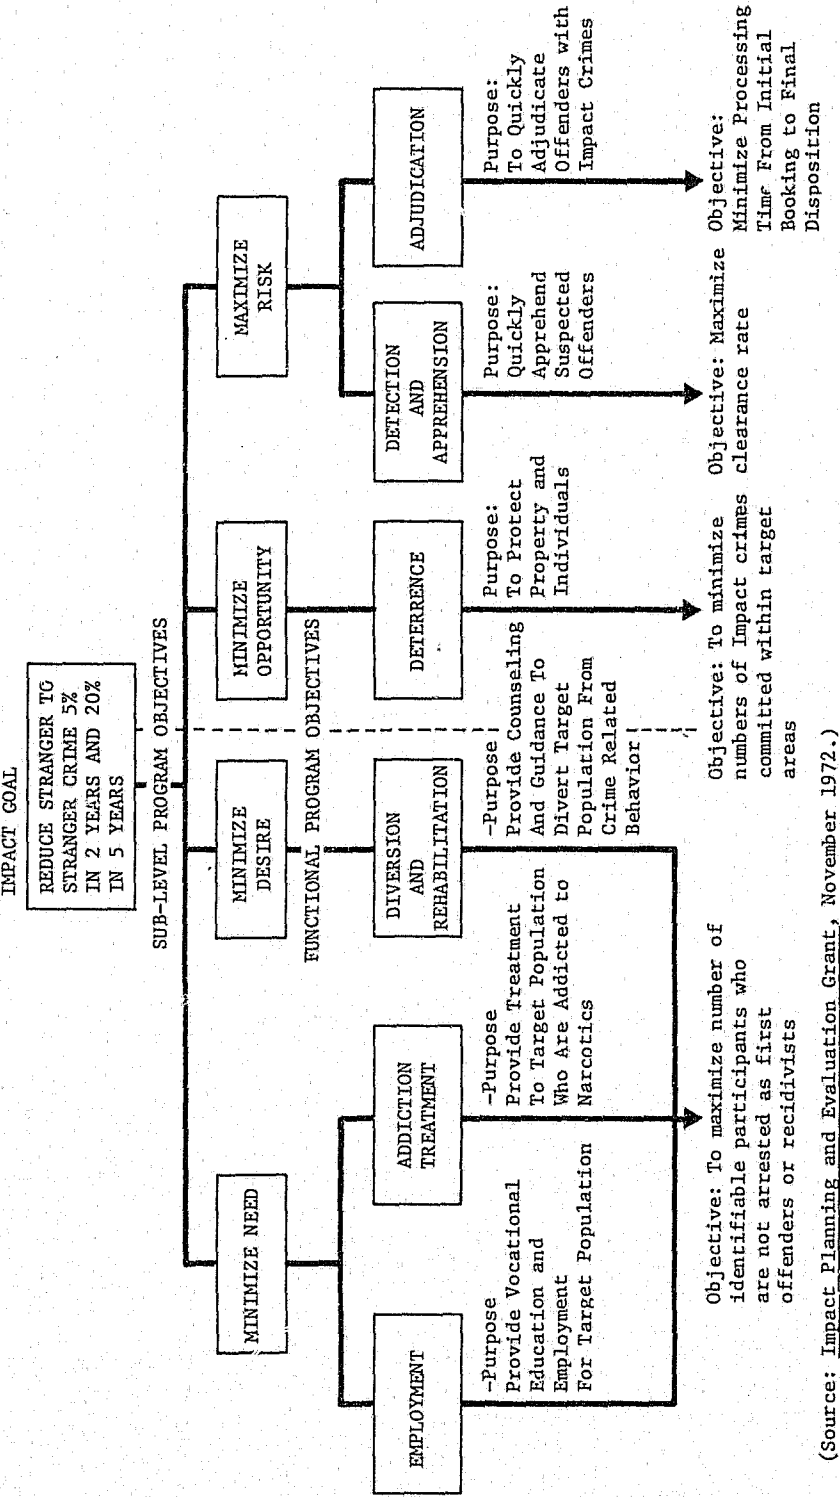 IMPACT GOAL
REDUCE STRANGER TO
STRANGER CRIME 5%
IN 2 YEARS AND 20%
IN 5 YEARS
SUB-LEVEL PROGRAM OBJECTIVES
MINIMIZE NEED
MINIMIZE
DESIRE
MINIMIZE
OPPORTUNITY
MAXIMIZE
RISK
FUNCTIONAL PROGRAM OBJECTIVES
EMPLOYMENT
ADDICTION
TREATMENT
DIVERSION
AND
REHABILITATION
DETERRENCE
DETECTION
AND
APPREHENSION
ADJUDICATION
-Purpose
Provide Vocational
Education and
Employment
For Target Population
-Purpose
Provide Treatment
To Target Population
Who Are Addicted to
Narcotics
-Purpose
Provide Counseling
And Guidance To
Divert Target
Population From
Crime Related
Behavior
Purpose:
To Protect
Property and
Individuals
Purpose:
Quickly
Apprehend
Suspected
Offenders
Purpose:
To Quickly
Adjudicate
Offenders with
Impact Crimes
Objective: To maximize number of
identifiable participants who
are not arrested as first
offenders or recidivists
Objective: To minimize
numbers of Impact crimes
committed within target
areas
Objective: Maximize
clearance rate
Objective:
Minimize Processing
Time From Initial
Booking to Final
Disposition
(Source: Impact Planning and Evaluation Grant, November 1972.)